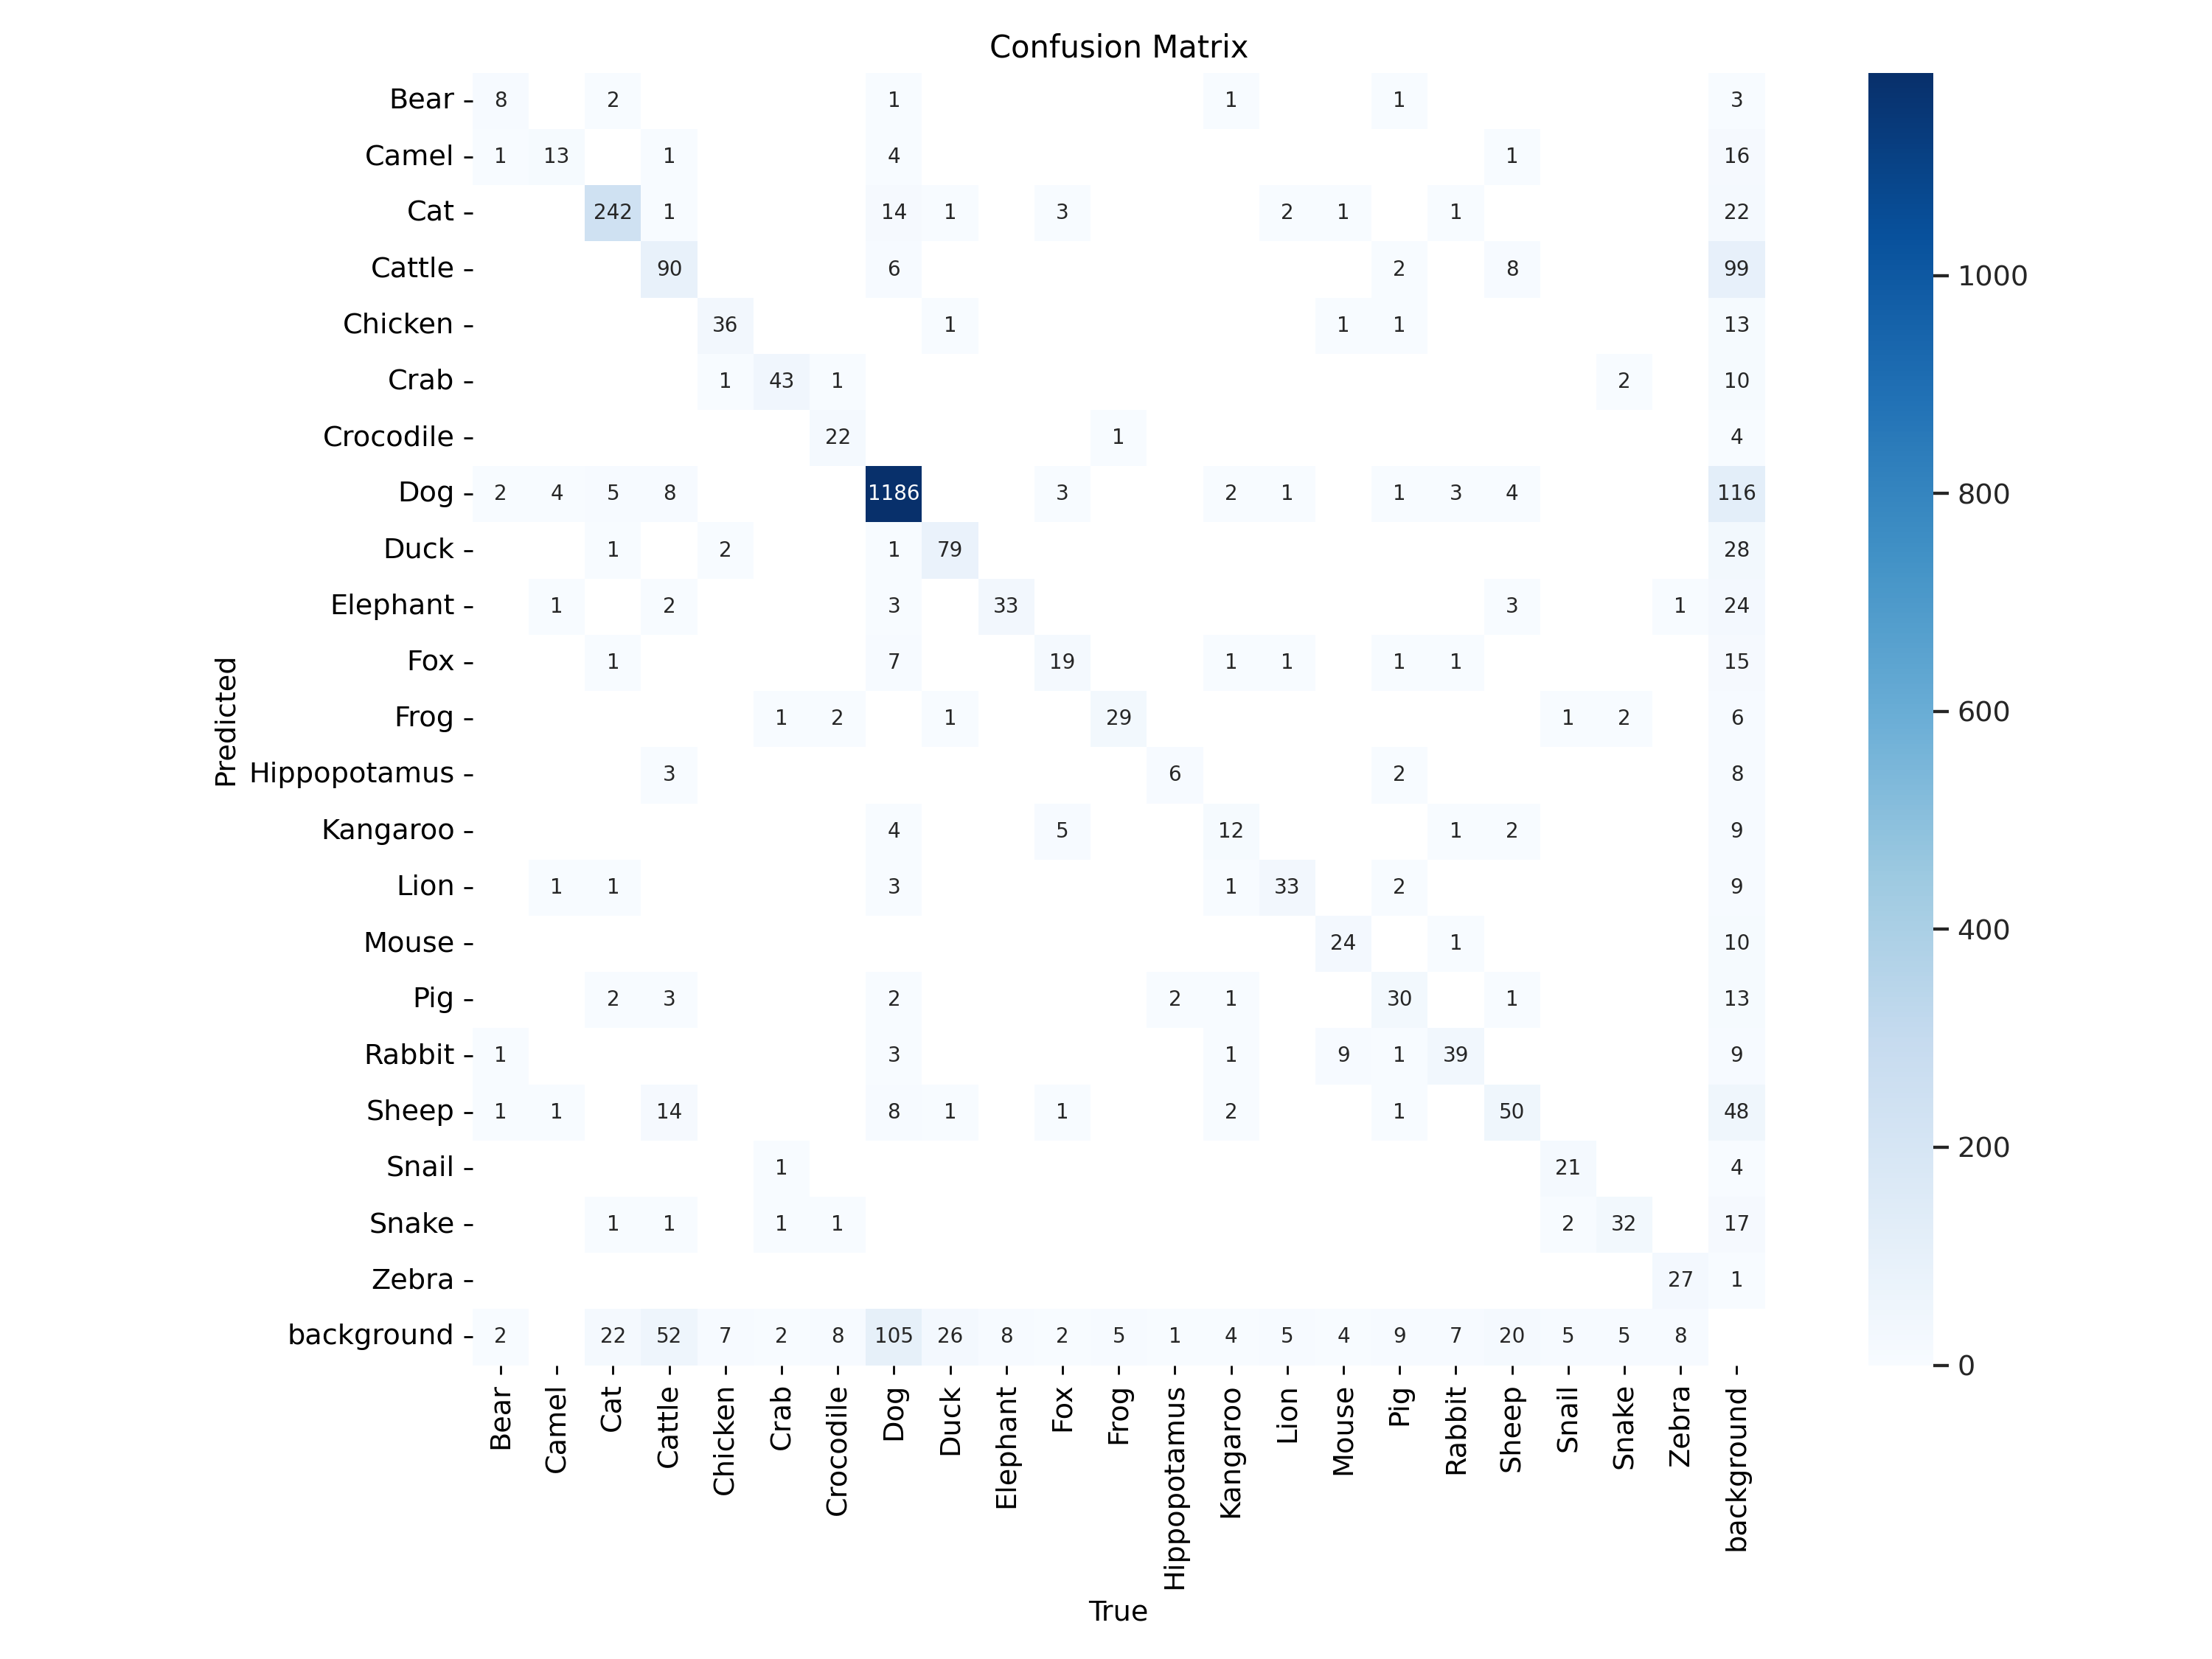 Confusion Matrix
Bear 8 2 1 1 1 3
Camel 1 13 1 4 1 16
Cat 242 1 14 1 3 2 1 1 22
Cattle 90 6 2 8 99
Chicken 36 1 1 1 13
Crab 1 43 1 2 10
Crocodile 22 1 4
Dog 2 4 5 8 1186 3 2 1 1 3 4 116
Duck 1 2 1 79 28
Elephant 1 2 3 33 3 1 24
Fox 1 7 19 1 1 1 1 15
Frog 1 2 1 29 1 2 6
Hippopotamus 3 6 2 8
Kangaroo 4 5 12 1 2 9
Lion 1 1 3 1 33 2 9
Mouse 24 1 10
Pig 2 3 2 2 1 30 1 13
Rabbit 1 3 1 9 1 39 9
Sheep 1 1 14 8 1 1 2 1 50 48
Snail 1 21 4
Snake 1 1 1 1 2 32 17
Zebra 27 1
background 2 22 52 7 2 8 105 26 8 2 5 1 4 5 4 9 7 20 5 5 8
Predicted
Bear
Camel
Cat
Cattle
Chicken
Crab
Crocodile
Dog
Duck
Elephant
Fox
Frog
Hippopotamus
Kangaroo
Lion
Mouse
Pig
Rabbit
Sheep
Snail
Snake
Zebra
background
True
1000
800
600
400
200
0